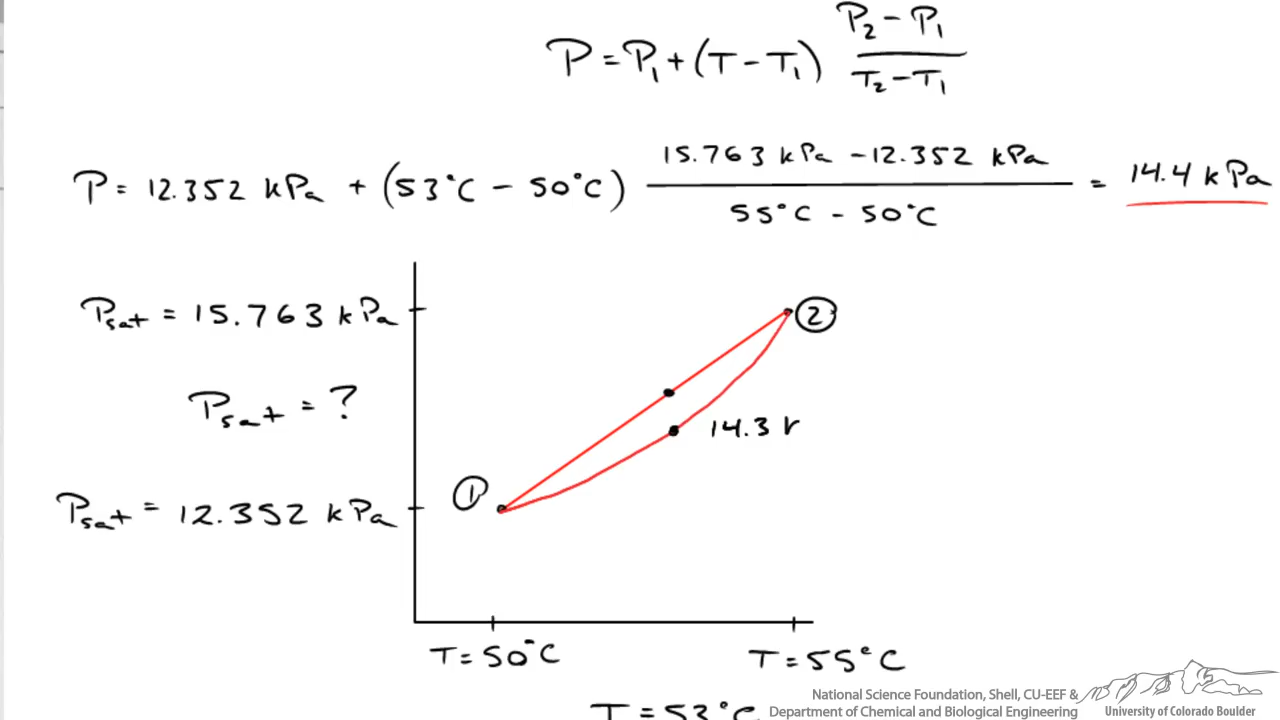 P = P₁ + (T − T₁) (P₂ − P₁) / (T₂ − T₁)
P = 12.352 kPa + (53°C − 50°C) (15.763 kPa − 12.352 kPa) / (55°C − 50°C) = 14.4 kPa
Psat = 15.763 kPa
②
Psat = ?
14.3
①
Psat = 12.352 kPa
T = 50°C
T = 55°C
T = 53°C
National Science Foundation, Shell, CU-EEF &
Department of Chemical and Biological Engineering
University of Colorado Boulder